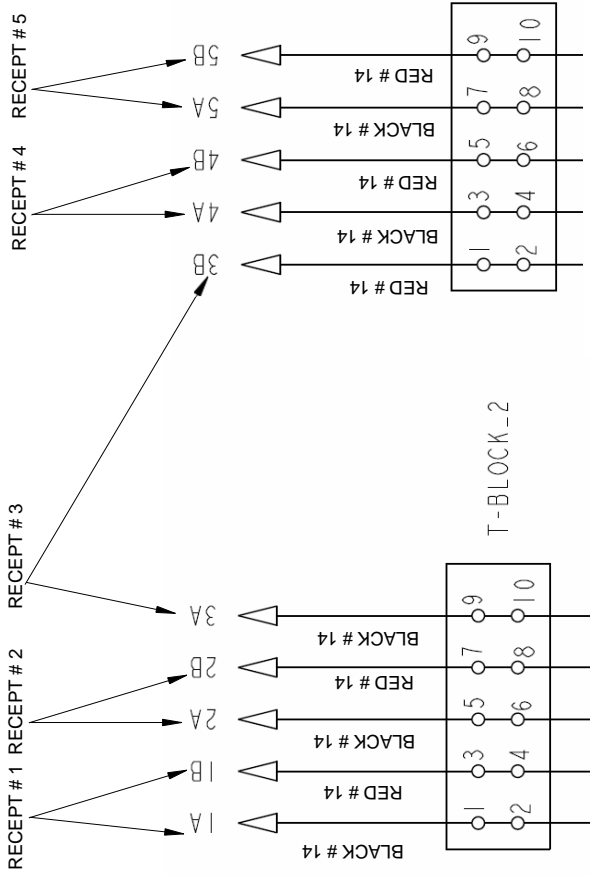 RECEPT # 5
5B
RED # 14
9
10
5A
BLACK # 14
7
8
RECEPT # 4
4B
RED # 14
5
6
4A
BLACK # 14
3
4
3B
RED # 14
1
2
T-BLOCK_2
RECEPT # 3
3A
BLACK # 14
9
10
RECEPT # 2
2B
RED # 14
7
8
2A
BLACK # 14
5
6
RECEPT # 1
1B
RED # 14
3
4
1A
BLACK # 14
1
2